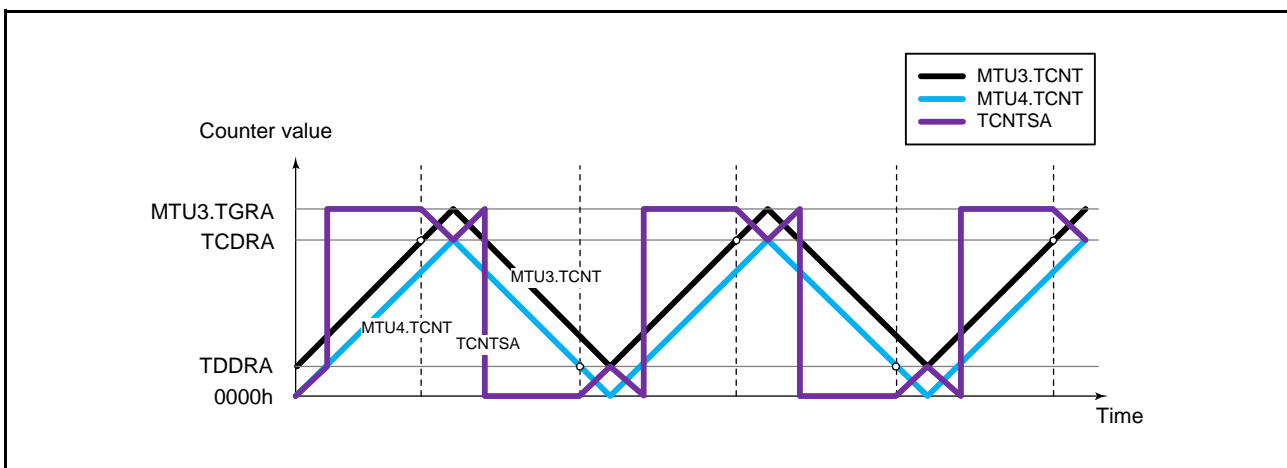 MTU3.TCNT
MTU4.TCNT
TCNTSA
Counter value
MTU3.TGRA
TCDRA
MTU3.TCNT
MTU4.TCNT
TCNTSA
TDDRA
0000h
Time